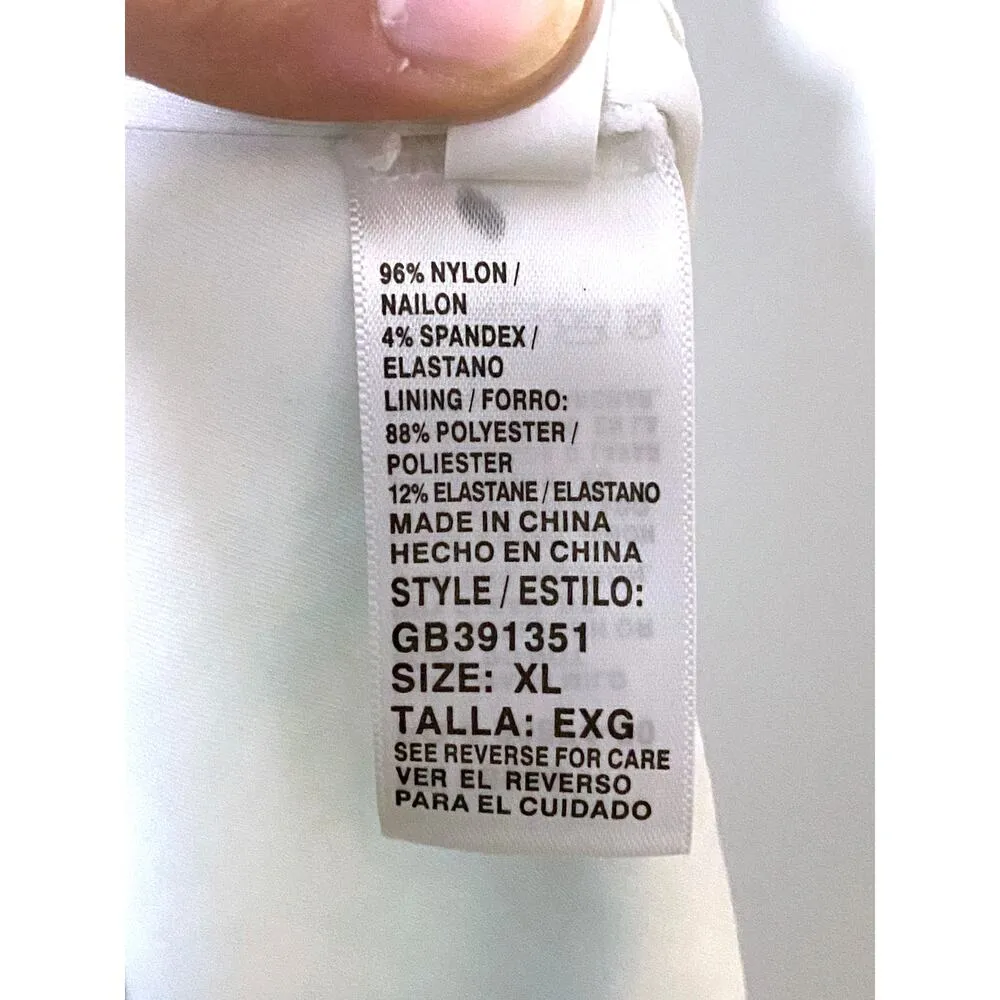 96% NYLON /
NAILON
4% SPANDEX /
ELASTANO
LINING / FORRO:
88% POLYESTER /
POLIESTER
12% ELASTANE / ELASTANO
MADE IN CHINA
HECHO EN CHINA
STYLE / ESTILO:
GB391351
SIZE: XL
TALLA: EXG
SEE REVERSE FOR CARE
VER EL REVERSO
PARA EL CUIDADO